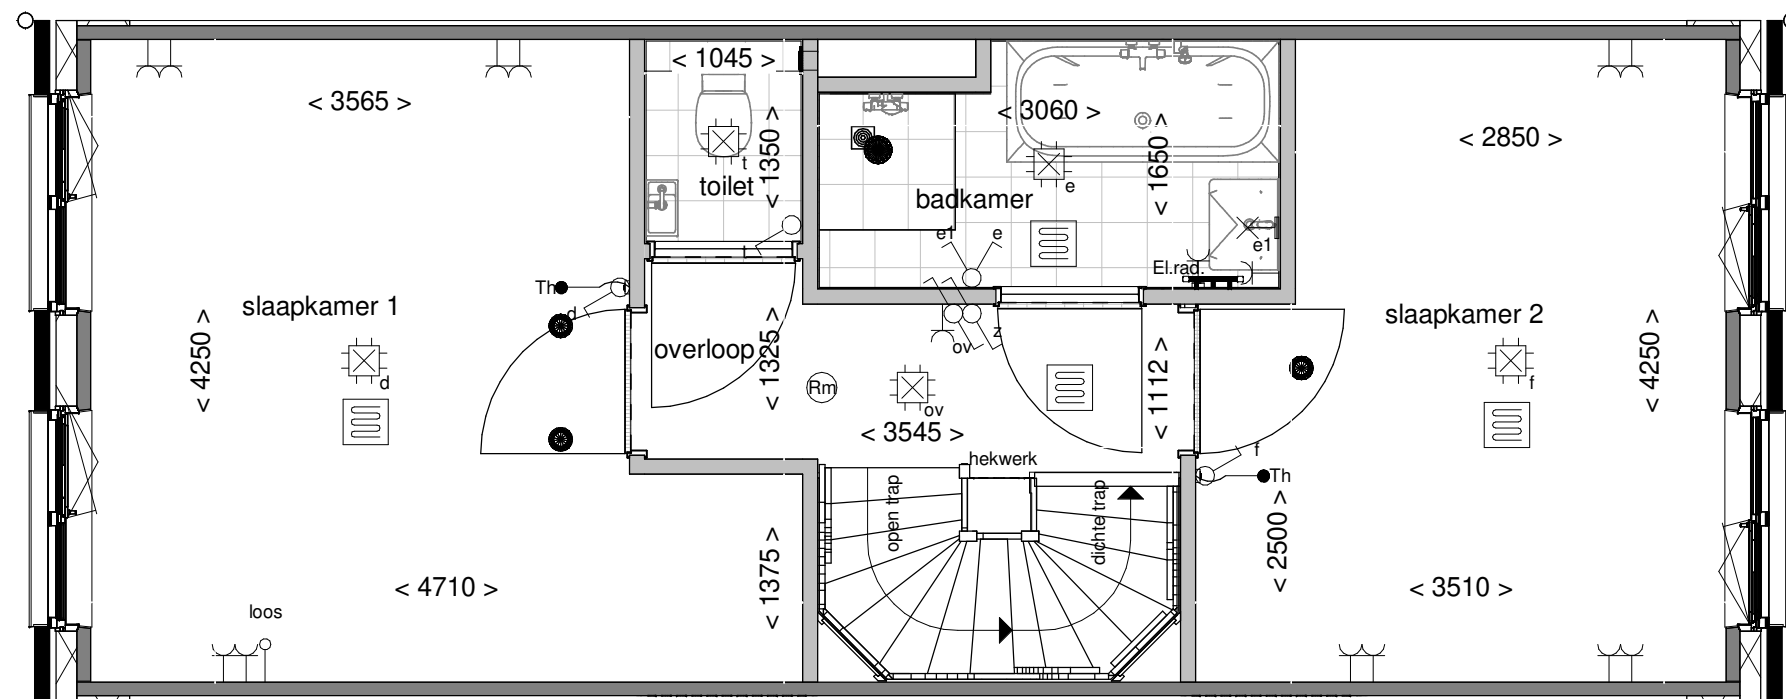 < 1045 >
< 3565 >
< 3060 >
< 2850 >
< 1350 >
< 1650 >
t
toilet
e
badkamer
t
e1
e
e1
El.rad.
Th
d
slaapkamer 1
slaapkamer 2
z
ov
overloop
< 1325 >
< 1112 >
< 4250 >
< 4250 >
d
Rm
ov
f
< 3545 >
hekwerk
f
Th
open trap
dichte trap
< 2500 >
< 1375 >
< 4710 >
< 3510 >
loos